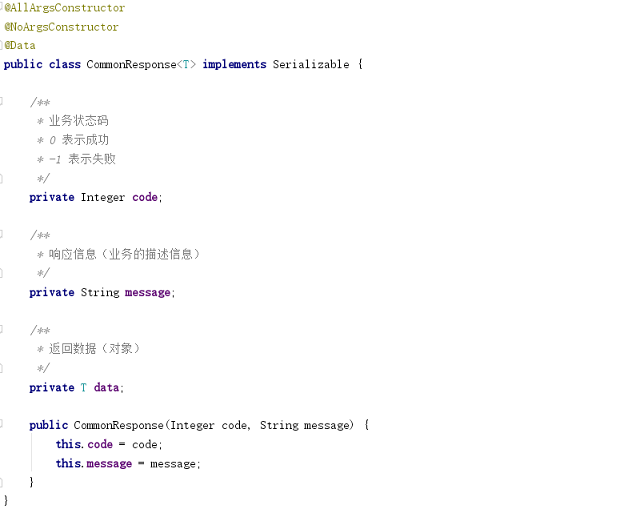 @AllArgsConstructor
@NoArgsConstructor
@Data
public class CommonResponse<T> implements Serializable {
/**
* 业务状态码
* 0 表示成功
* -1 表示失败
*/
private Integer code;
/**
* 响应信息（业务的描述信息）
*/
private String message;
/**
* 返回数据（对象）
*/
private T data;
public CommonResponse(Integer code, String message) {
this.code = code;
this.message = message;
}
}